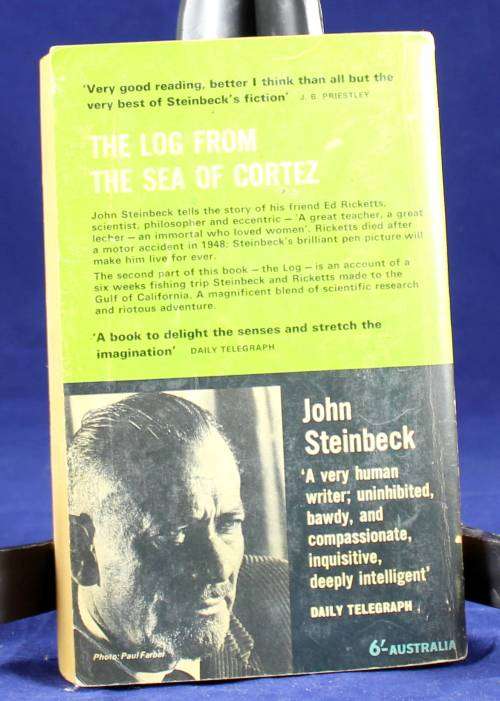 'Very good reading, better I think than all but the
very best of Steinbeck's fiction' J. B. PRIESTLEY
THE LOG FROM
THE SEA OF CORTEZ
John Steinbeck tells the story of his friend Ed Ricketts,
scientist, philosopher and eccentric – 'A great teacher, a great
lecher – an immortal who loved women'. Ricketts died after
a motor accident in 1948; Steinbeck's brilliant pen picture will
make him live for ever.
The second part of this book – the Log – is an account of a
six weeks fishing trip Steinbeck and Ricketts made to the
Gulf of California. A magnificent blend of scientific research
and riotous adventure.
'A book to delight the senses and stretch the
imagination' DAILY TELEGRAPH
John
Steinbeck
'A very human
writer; uninhibited,
bawdy, and
compassionate,
inquisitive,
deeply intelligent'
DAILY TELEGRAPH
Photo: Paul Farber
6/- AUSTRALIA